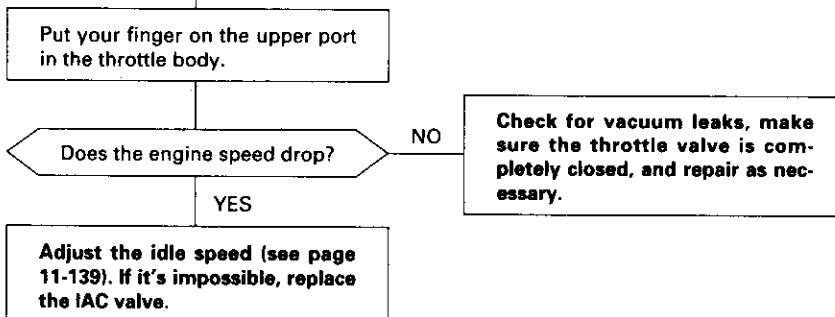 Put your finger on the upper port
in the throttle body.
Does the engine speed drop?
NO
Check for vacuum leaks, make
sure the throttle valve is com-
pletely closed, and repair as nec-
essary.
YES
Adjust the idle speed (see page
11-139). If it's impossible, replace
the IAC valve.